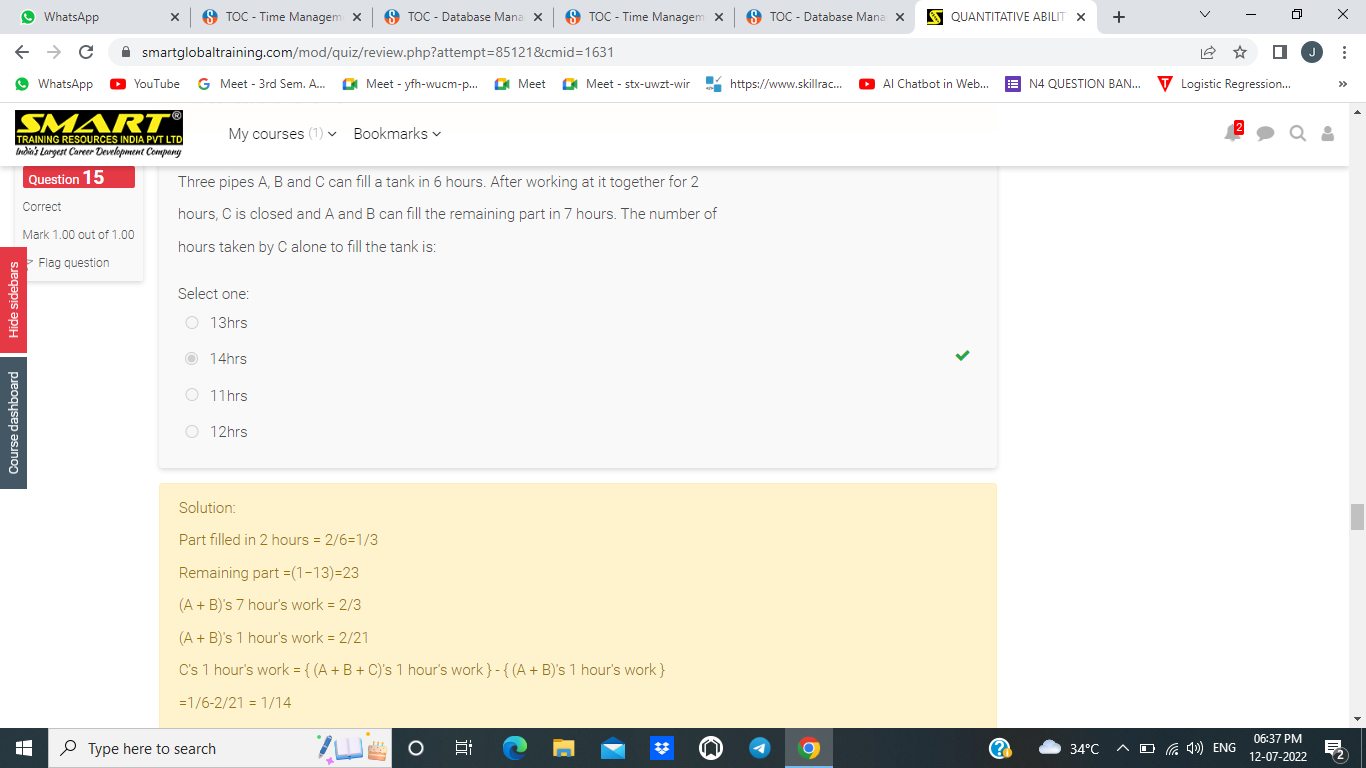 WhatsApp
TOC - Time Managem
TOC - Database Mana
TOC - Time Managem
TOC - Database Mana
QUANTITATIVE ABILIT
smartglobaltraining.com/mod/quiz/review.php?attempt=85121&cmid=1631
J
WhatsApp
YouTube
Meet - 3rd Sem. A...
Meet - yfh-wucm-p...
Meet
Meet - stx-uwzt-wir
https://www.skillrac...
AI Chatbot in Web...
N4 QUESTION BAN...
Logistic Regression...
»
SMART®
TRAINING RESOURCES INDIA PVT LTD
India's Largest Career Development Company
My courses (1)
Bookmarks
2
Question 15
Correct
Mark 1.00 out of 1.00
Flag question
Hide sidebars
Course dashboard
Three pipes A, B and C can fill a tank in 6 hours. After working at it together for 2
hours, C is closed and A and B can fill the remaining part in 7 hours. The number of
hours taken by C alone to fill the tank is:
Select one:
13hrs
14hrs
11hrs
12hrs
Solution:
Part filled in 2 hours = 2/6=1/3
Remaining part =(1−13)=23
(A + B)'s 7 hour's work = 2/3
(A + B)'s 1 hour's work = 2/21
C's 1 hour's work = { (A + B + C)'s 1 hour's work } - { (A + B)'s 1 hour's work }
=1/6-2/21 = 1/14
Type here to search
34°C
ENG
06:37 PM
12-07-2022
2